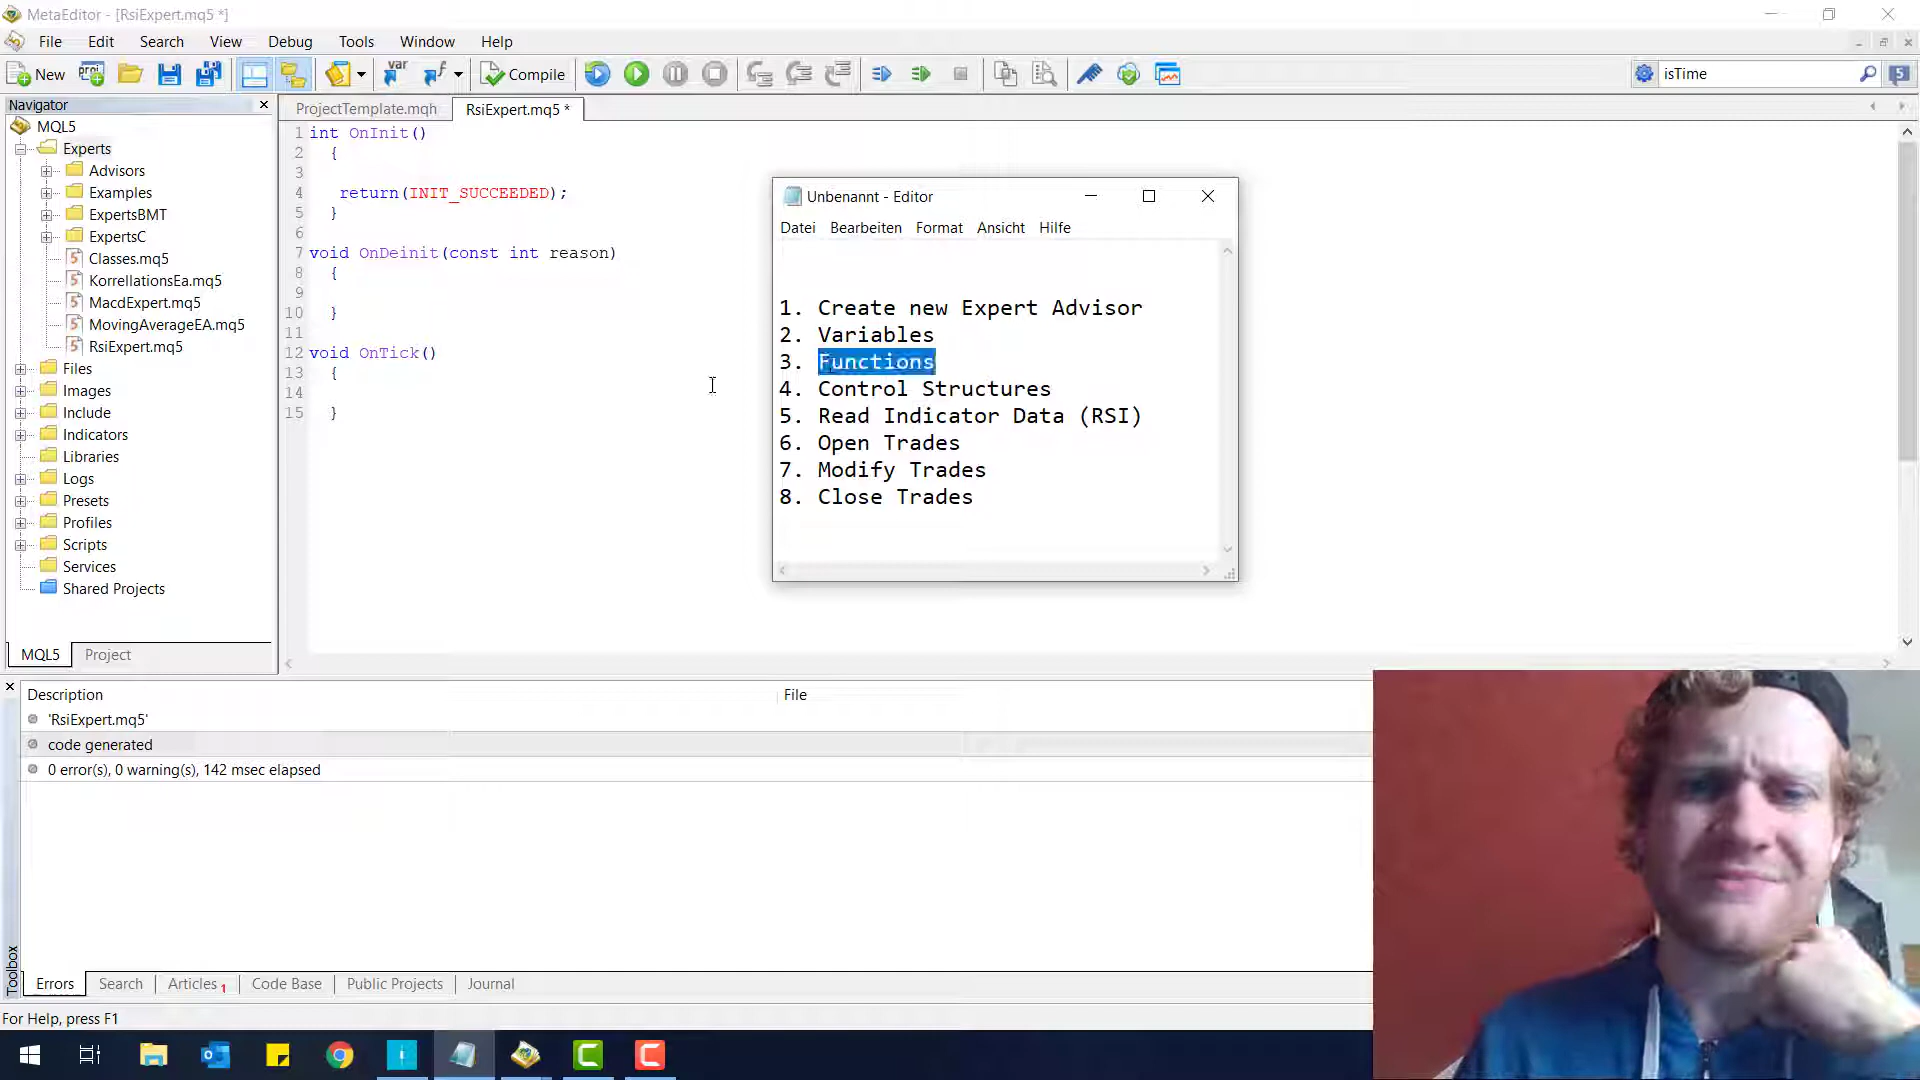 MetaEditor - [RsiExpert.mq5 *]
File Edit Search View Debug Tools Window Help
New Compile isTime
Navigator
MQL5
Experts
Advisors
Examples
ExpertsBMT
ExpertsC
Classes.mq5
KorrellationsEa.mq5
MacdExpert.mq5
MovingAverageEA.mq5
RsiExpert.mq5
Files
Images
Include
Indicators
Libraries
Logs
Presets
Profiles
Scripts
Services
Shared Projects
MQL5 Project
ProjectTemplate.mqh RsiExpert.mq5 *
1 int OnInit()
2 {
3
4 return(INIT_SUCCEEDED);
5 }
6
7 void OnDeinit(const int reason)
8 {
9
10 }
11
12 void OnTick()
13 {
14
15 }
Unbenannt - Editor
Datei Bearbeiten Format Ansicht Hilfe
1. Create new Expert Advisor
2. Variables
3. Functions
4. Control Structures
5. Read Indicator Data (RSI)
6. Open Trades
7. Modify Trades
8. Close Trades
Description File
'RsiExpert.mq5'
code generated
0 error(s), 0 warning(s), 142 msec elapsed
Toolbox
Errors Search Articles 1 Code Base Public Projects Journal
For Help, press F1